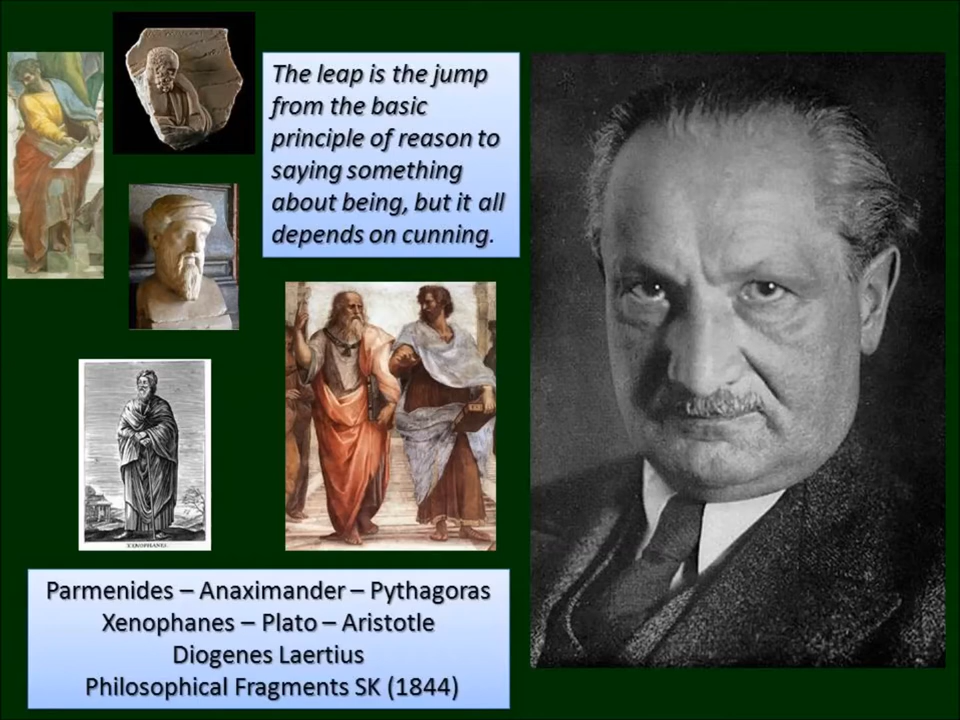 The leap is the jump
from the basic
principle of reason to
saying something
about being, but it all
depends on cunning.
XENOPHANES.
Parmenides – Anaximander – Pythagoras
Xenophanes – Plato – Aristotle
Diogenes Laertius
Philosophical Fragments SK (1844)